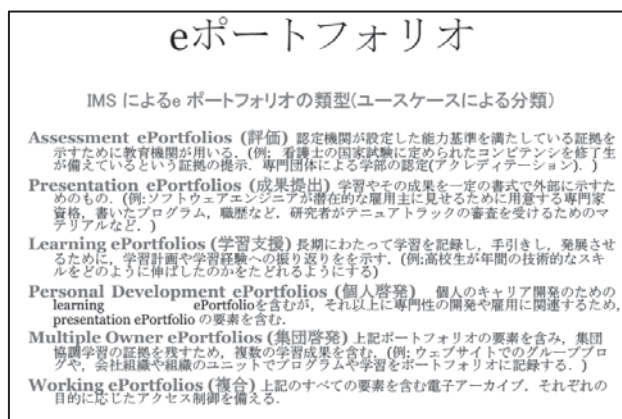 eポートフォリオ
IMS によるe ポートフォリオの類型(ユースケースによる分類)
Assessment ePortfolios (評価) 認定機関が設定した能力基準を満たしている証拠を
示すために教育機関が用いる．(例: 看護士の国家試験に定められたコンピテンシを修了生
が備えているという証拠の提示．専門団体による学部の認定(アクレディテーション)．)
Presentation ePortfolios (成果提出) 学習やその成果を一定の書式で外部に示すた
めのもの．(例:ソフトウェアエンジニアが潜在的な雇用主に見せるために用意する専門家
資格，書いたプログラム，職歴など．研究者がテニュアトラックの審査を受けるためのマ
テリアルなど．)
Learning ePortfolios (学習支援) 長期にわたって学習を記録し，手引きし，発展させ
るために，学習計画や学習経験への振り返りをを示す．(例:高校生が年間の技術的なスキ
ルをどのように伸ばしたのかをたどれるようにする)
Personal Development ePortfolios (個人啓発) 個人のキャリア開発のための
learning ePortfolioを含むが，それ以上に専門性の開発や雇用に関連するため，
presentation ePortfolio の要素を含む．
Multiple Owner ePortfolios (集団啓発) 上記ポートフォリオの要素を含み，集団
協調学習の証拠を残すため，複数の学習成果を含む．(例: ウェブサイトでのグループブロ
グや，会社組織や組織のユニットでプログラムや学習をポートフォリオに記録する．)
Working ePortfolios (複合) 上記のすべての要素を含む電子アーカイブ．それぞれの
目的に応じたアクセス制御を備える．